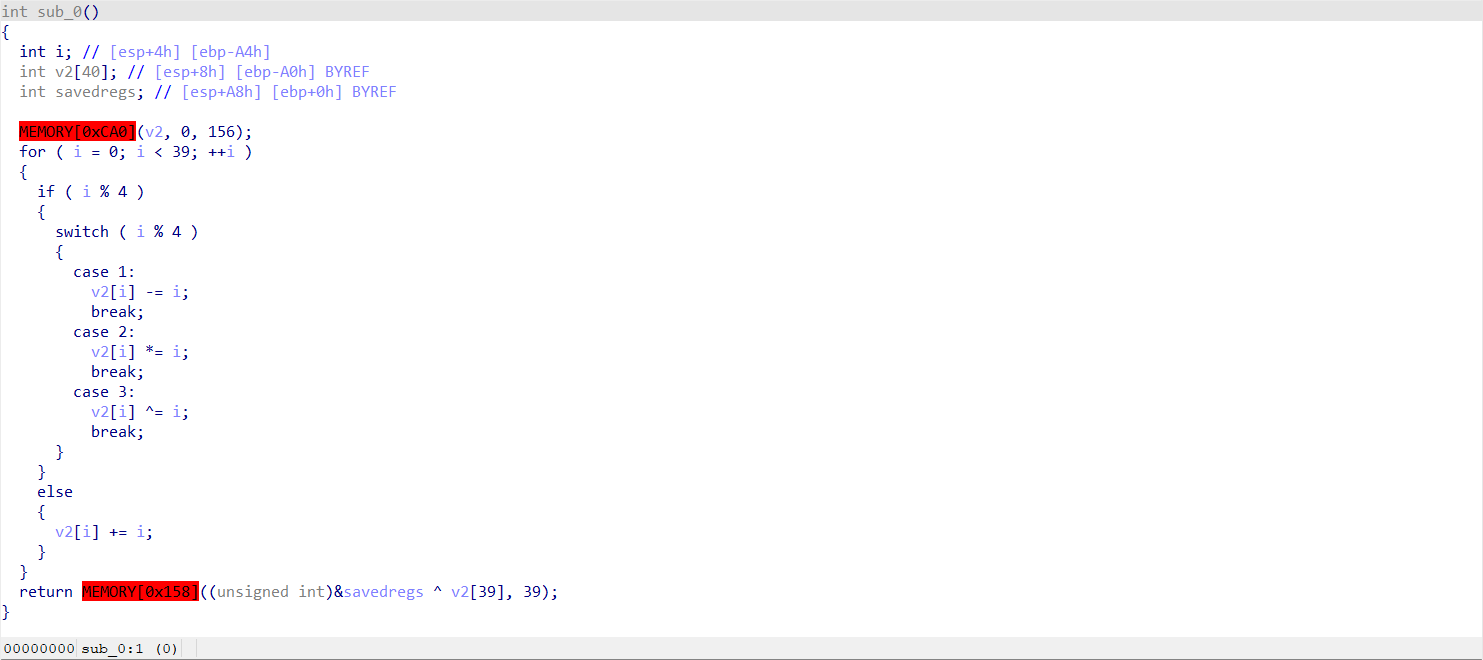 int sub_0()
{
  int i; // [esp+4h] [ebp-A4h]
  int v2[40]; // [esp+8h] [ebp-A0h] BYREF
  int savedregs; // [esp+A8h] [ebp+0h] BYREF

  MEMORY[0xCA0](v2, 0, 156);
  for ( i = 0; i < 39; ++i )
  {
    if ( i % 4 )
    {
      switch ( i % 4 )
      {
        case 1:
          v2[i] -= i;
          break;
        case 2:
          v2[i] *= i;
          break;
        case 3:
          v2[i] ^= i;
          break;
      }
    }
    else
    {
      v2[i] += i;
    }
  }
  return MEMORY[0x158]((unsigned int)&savedregs ^ v2[39], 39);
}
00000000 sub_0:1 (0)